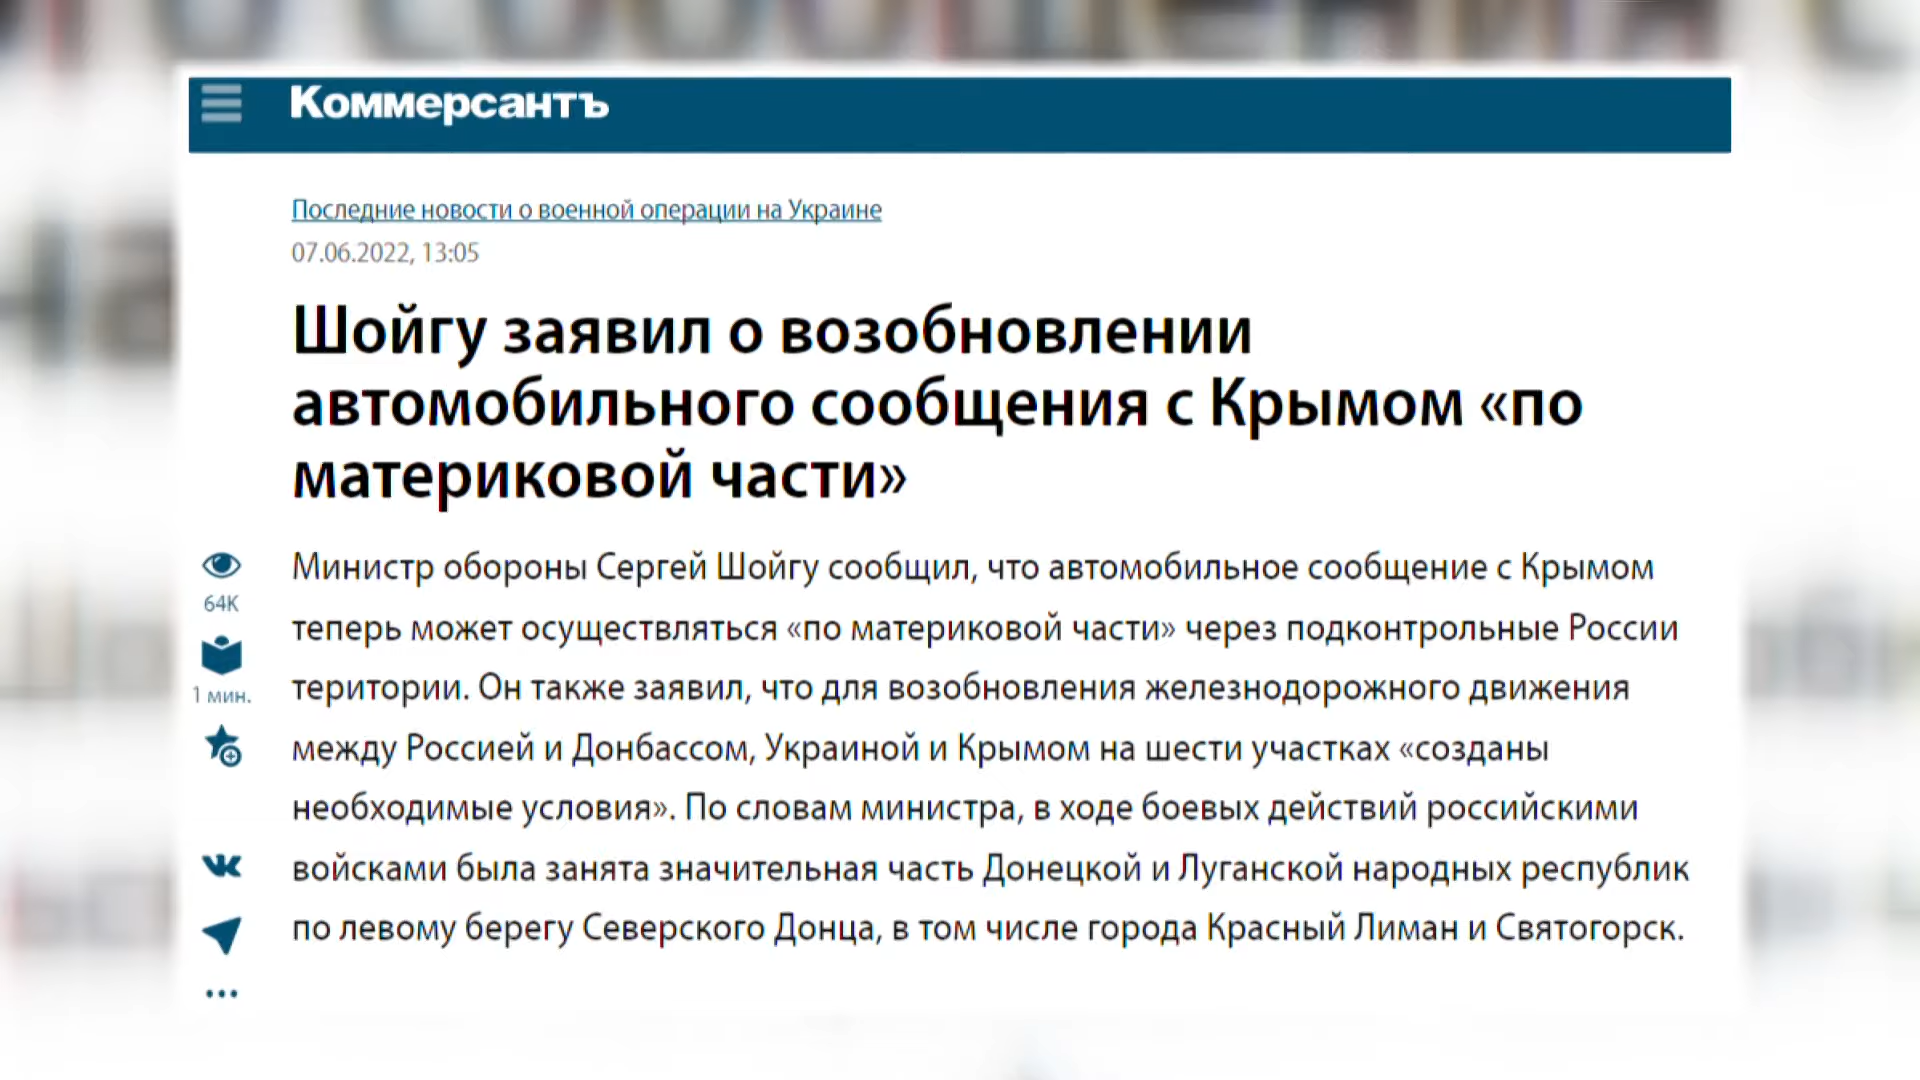 Коммерсантъ
Последние новости о военной операции на Украине
07.06.2022, 13:05
Шойгу заявил о возобновлении
автомобильного сообщения с Крымом «по
материковой части»
Министр обороны Сергей Шойгу сообщил, что автомобильное сообщение с Крымом
теперь может осуществляться «по материковой части» через подконтрольные России
територии. Он также заявил, что для возобновления железнодорожного движения
между Россией и Донбассом, Украиной и Крымом на шести участках «созданы
необходимые условия». По словам министра, в ходе боевых действий российскими
войсками была занята значительная часть Донецкой и Луганской народных республик
по левому берегу Северского Донца, в том числе города Красный Лиман и Святогорск.
64K
1 мин.